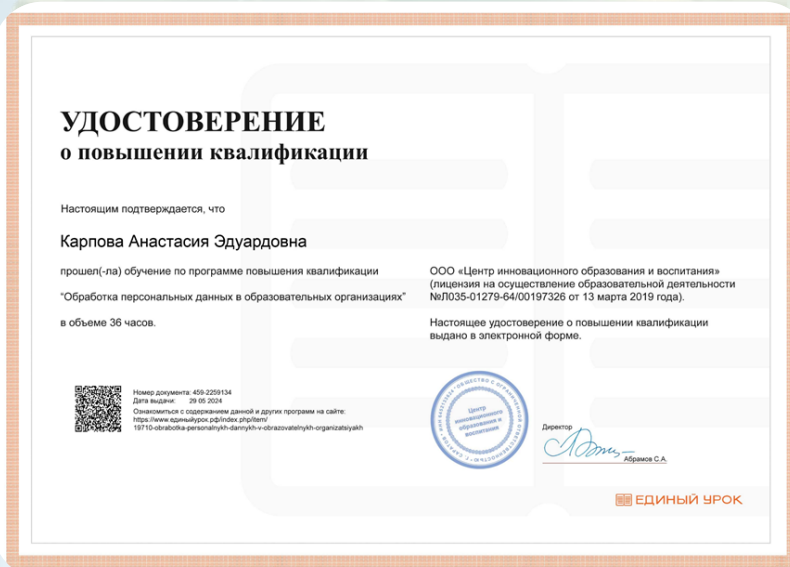 УДОСТОВЕРЕНИЕ
о повышении квалификации
Настоящим подтверждается, что
Карпова Анастасия Эдуардовна
прошел(-ла) обучение по программе повышения квалификации
"Обработка персональных данных в образовательных организациях"
в объеме 36 часов.
ООО «Центр инновационного образования и воспитания»
(лицензия на осуществление образовательной деятельности
№Л035-01279-64/00197326 от 13 марта 2019 года).
Настоящее удостоверение о повышении квалификации
выдано в электронной форме.
Номер документа: 459-2259134
Дата выдачи: 29 05 2024
Ознакомиться с содержанием данной и других программ на сайте:
https://www.единыйурок.рф/index.php/item/
19710-obrabotka-personalnykh-dannykh-v-obrazovatelnykh-organizatsiyakh
Центр
инновационного
образования и
воспитания
Директор
Абрамов С.А.
ЕДИНЫЙ УРОК